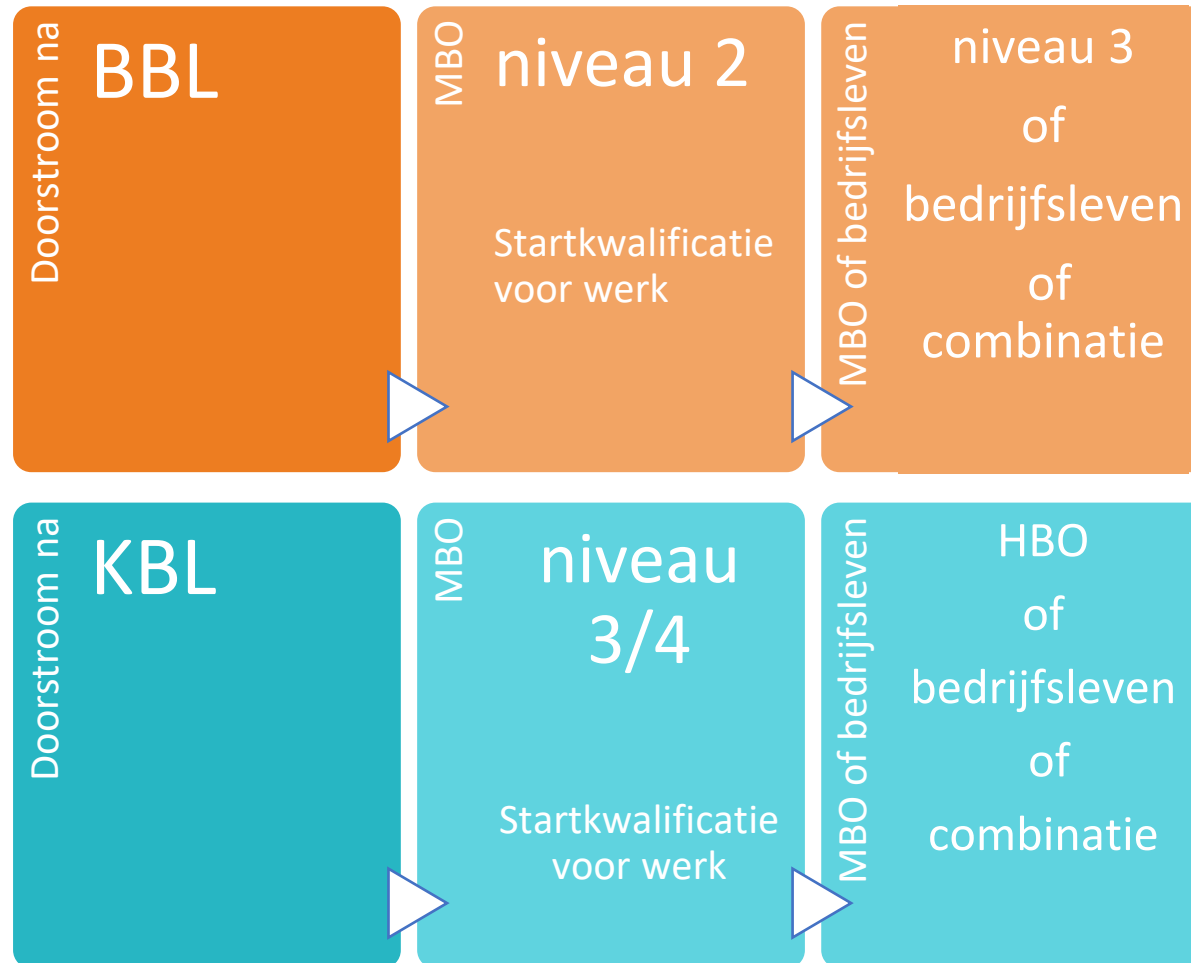 Doorstroom na
BBL
MBO
niveau 2
Startkwalificatie
voor werk
MBO of bedrijfsleven
niveau 3
of
bedrijfsleven
of
combinatie
Doorstroom na
KBL
MBO
niveau
3/4
Startkwalificatie
voor werk
MBO of bedrijfsleven
HBO
of
bedrijfsleven
of
combinatie